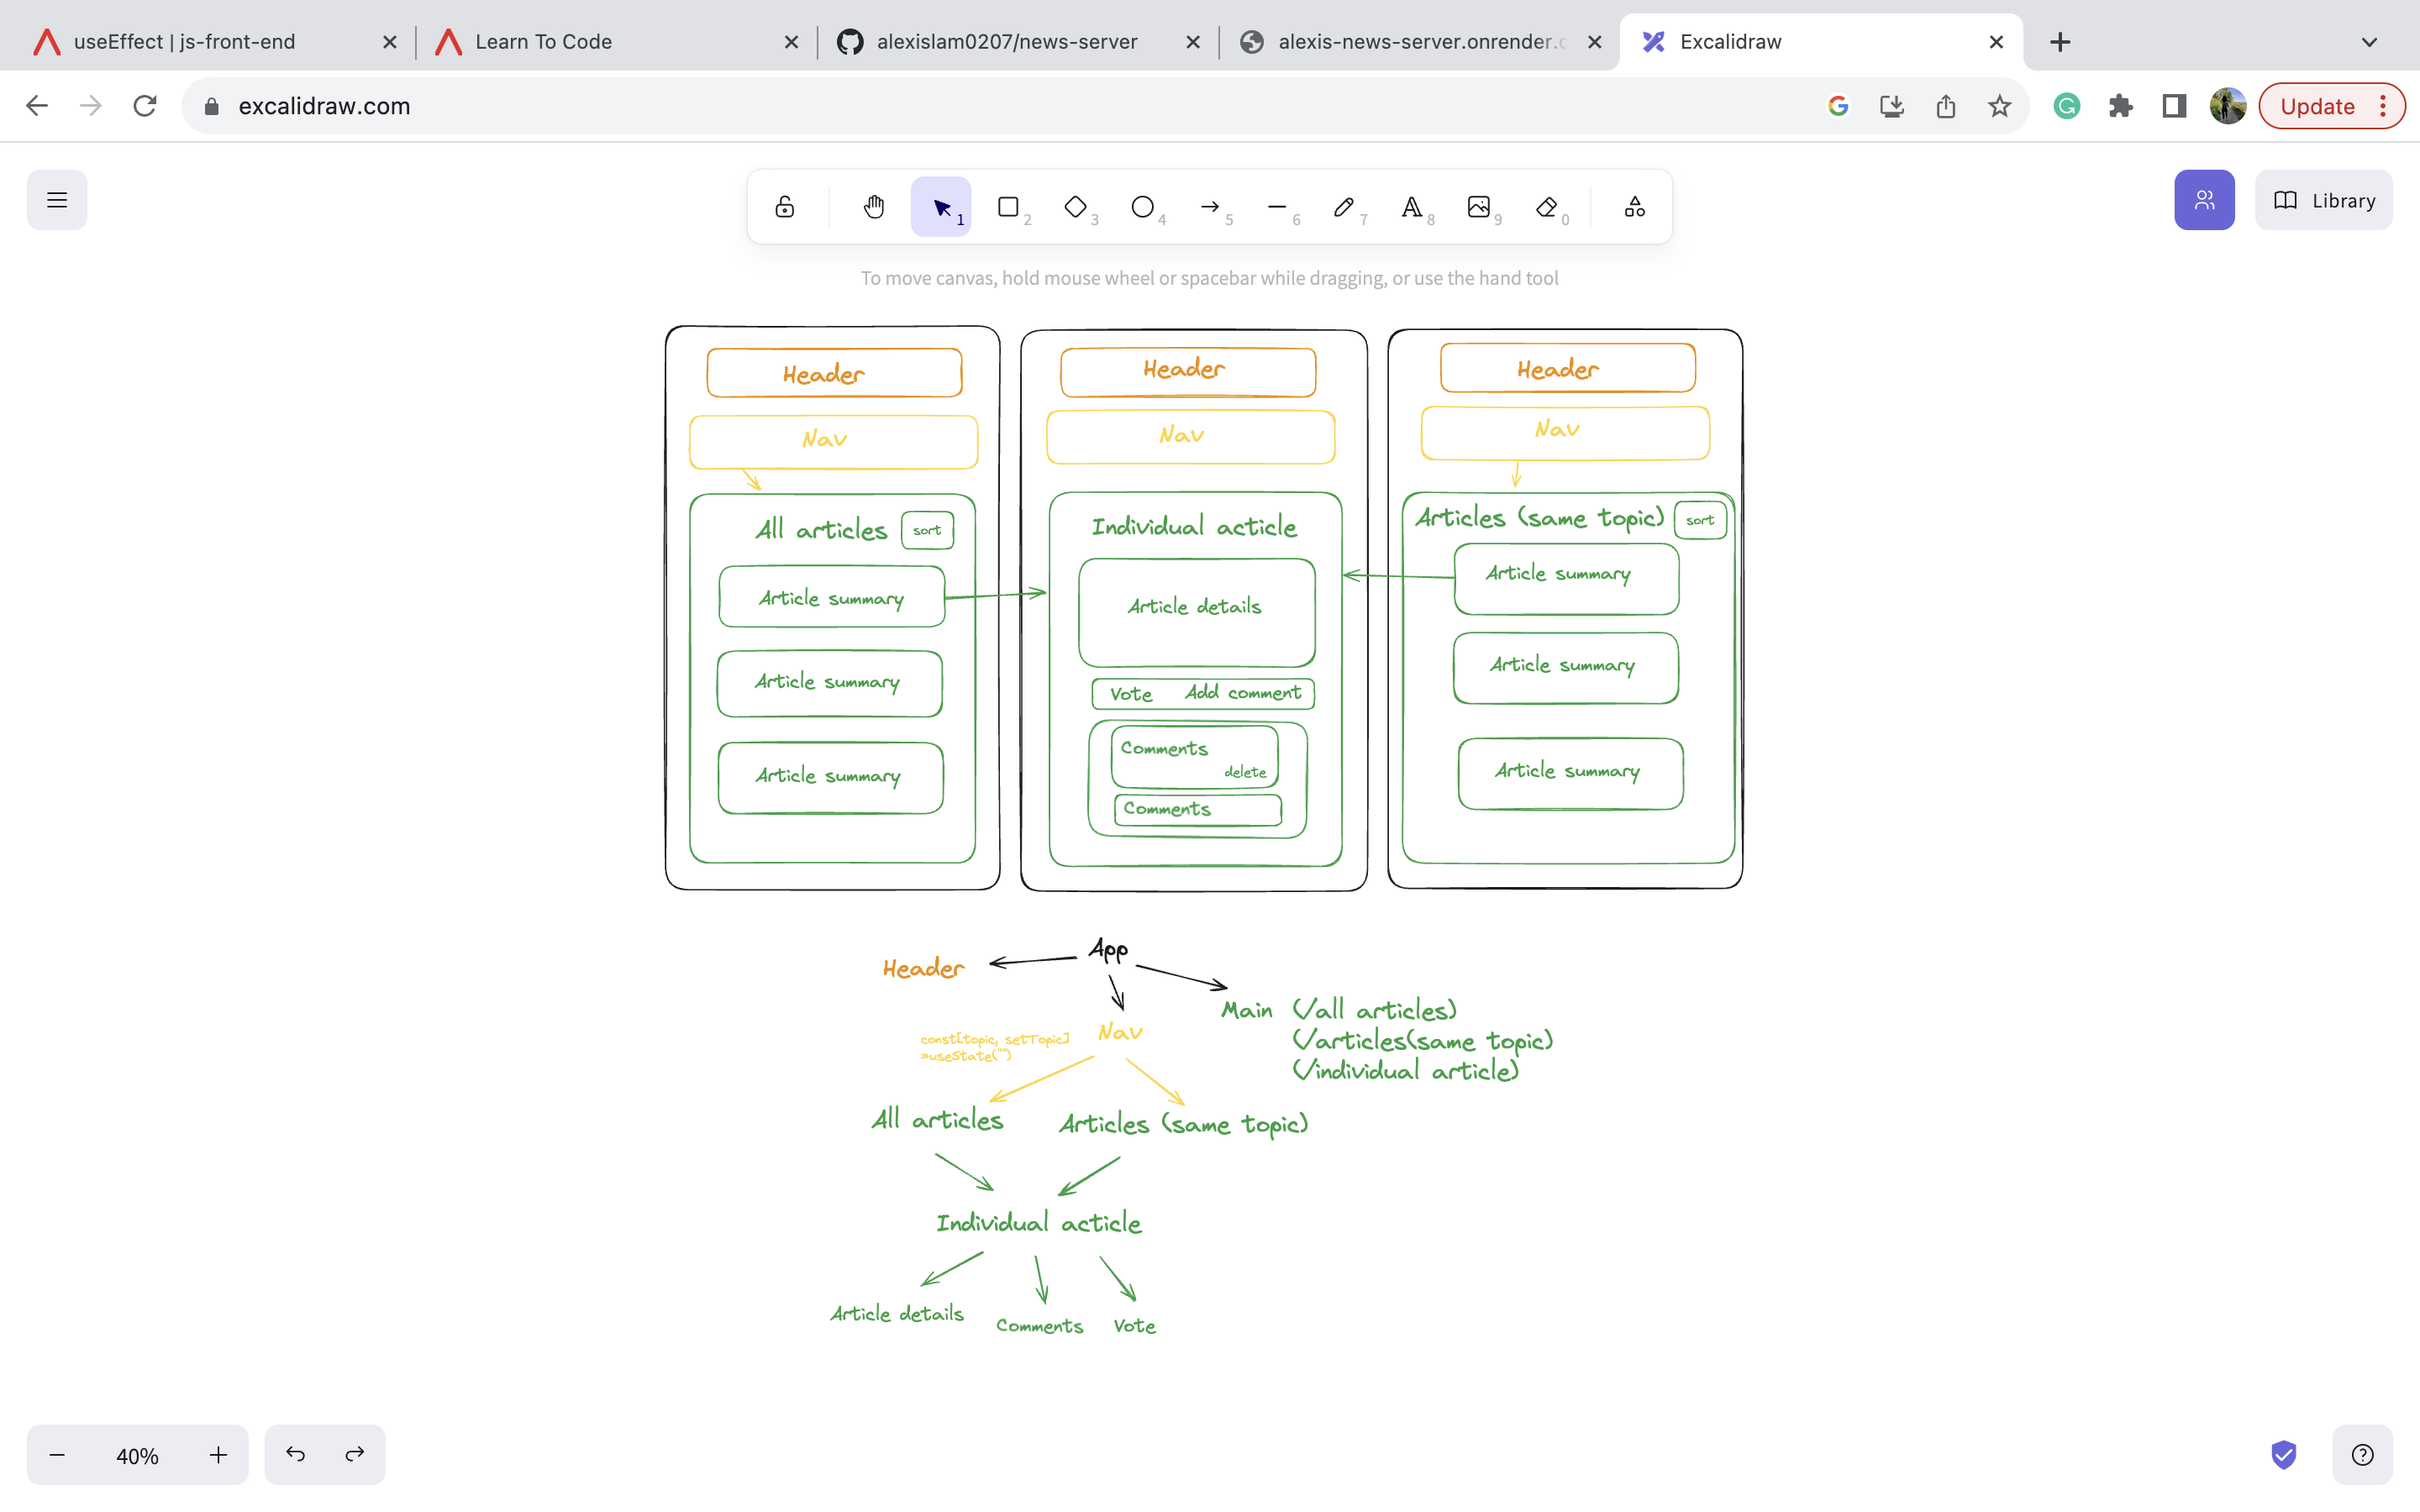 useEffect | js-front-end
Learn To Code
alexislam0207/news-server
alexis-news-server.onrender.c
Excalidraw
excalidraw.com
Update
1
2
3
4
5
6
7
8
9
0
Library
To move canvas, hold mouse wheel or spacebar while dragging, or use the hand tool
Header
Nav
All articles
sort
Article summary
Article summary
Article summary
Header
Nav
Individual acticle
Article details
Vote
Add comment
Comments
delete
Comments
Header
Nav
Articles (same topic)
sort
Article summary
Article summary
Article summary
App
Header
Main (/all articles)
(/articles(same topic)
(/individual article)
Nav
const[topic, setTopic]
=useState("")
All articles
Articles (same topic)
Individual acticle
Article details
Comments
Vote
40%